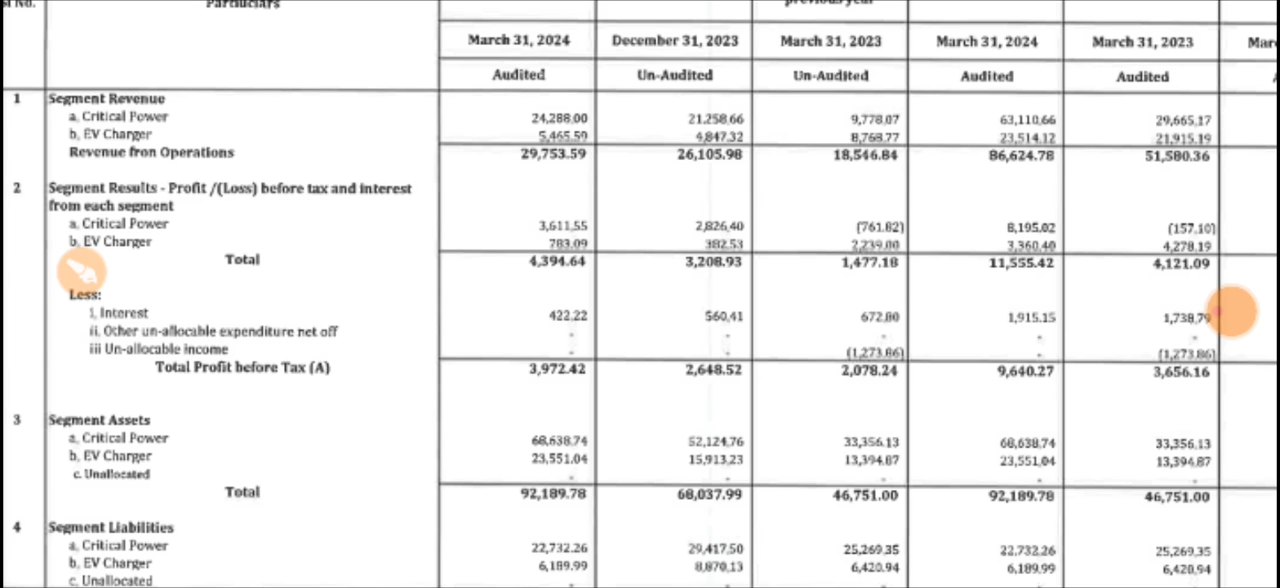 Sl No. Particulars previous year
March 31, 2024 December 31, 2023 March 31, 2023 March 31, 2024 March 31, 2023 Mar
Audited Un-Audited Un-Audited Audited Audited
1 Segment Revenue
a. Critical Power 24,288.00 21,258.66 9,778.07 63,110.66 29,665.17
b. EV Charger 5,465.59 4,847.32 8,768.77 23,514.12 21,915.19
Revenue fron Operations 29,753.59 26,105.98 18,546.84 86,624.78 51,580.36
2 Segment Results - Profit /(Loss) before tax and interest
from each segment
a. Critical Power 3,611.55 2,826.40 (761.82) 8,195.02 (157.10)
b. EV Charger 783.09 382.53 2,239.00 3,360.40 4,278.19
Total 4,394.64 3,208.93 1,477.18 11,555.42 4,121.09
Less:
i. Interest 422.22 560.41 672.80 1,915.15 1,738.79
ii. Other un-allocable expenditure net off - - - - -
iii Un-allocable income - - (1,273.86) - (1,273.86)
Total Profit before Tax (A) 3,972.42 2,648.52 2,078.24 9,640.27 3,656.16
3 Segment Assets
a. Critical Power 68,638.74 52,124.76 33,356.13 68,638.74 33,356.13
b. EV Charger 23,551.04 15,913.23 13,394.87 23,551.04 13,394.87
c. Unallocated - - - - -
Total 92,189.78 68,037.99 46,751.00 92,189.78 46,751.00
4 Segment Liabilities
a. Critical Power 22,732.26 29,417.50 25,269.35 22,732.26 25,269.35
b. EV Charger 6,189.99 8,870.13 6,420.94 6,189.99 6,420.94
c. Unallocated